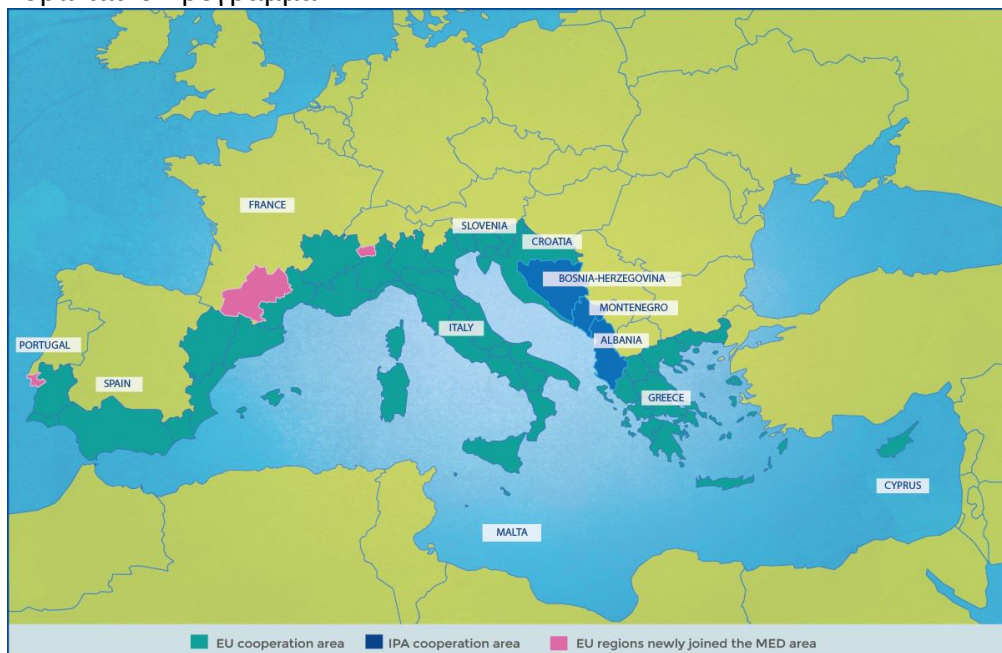 FRANCE
SLOVENIA
CROATIA
BOSNIA-HERZEGOVINA
MONTENEGRO
ITALY
ALBANIA
PORTUGAL
SPAIN
GREECE
CYPRUS
MALTA
EU cooperation area
IPA cooperation area
EU regions newly joined the MED area